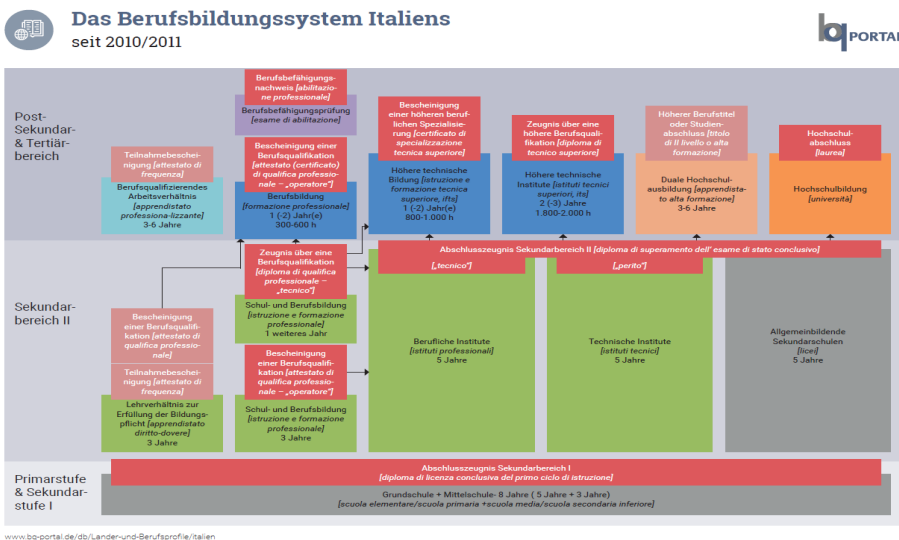 Das Berufsbildungssystem Italiens
seit 2010/2011
bq PORTAL
Post-
Sekundar-
& Tertiär-
bereich
Berufsbefähigungs-
nachweis [abilitazio-
ne professionale]
Berufsbefähigungsprüfung
[esame di abilitazione]
Teilnahmebeschei-
nigung [attestato di
frequenza]
Berufsqualifizierendes
Arbeitsverhältnis
[apprendistato
professiona-lizzante]
3-6 Jahre
Bescheinigung einer
Berufsqualifikation
[attestato (certificato)
di qualifica professio-
nale – „operatore“]
Berufsbildung
[formazione professionale]
1 (-2) Jahr(e)
300-600 h
Bescheinigung
einer höheren beruf-
lichen Spezialisie-
rung [certificato di
specializzazione
tecnica superiore]
Höhere technische
Bildung [istruzione e
formazione tecnica
superiore, ifts]
1 (-2) Jahr(e)
800-1.000 h
Zeugnis über eine
höhere Berufsquali-
fikation [diploma di
tecnico superiore]
Höhere technische
Institute [istituti tecnici
superiori, its]
2 (-3) Jahre
1.800-2.000 h
Höherer Berufstitel
oder Studien-
abschluss [titolo
di II livello o alta
formazione]
Duale Hochschul-
ausbildung [apprendista-
to alta formazione]
3-6 Jahre
Hochschul-
abschluss
[laurea]
Hochschulbildung
[università]
Sekundar-
bereich II
Abschlusszeugnis Sekundarbereich II [diploma di superamento dell' esame di stato conclusivo]
[„tecnico“]
[„perito“]
Zeugnis über eine
Berufsqualifikation
[diploma di qualifica
professionale –
„tecnico“]
Schul- und Berufsbildung
[istruzione e formazione
professionale]
1 weiteres Jahr
Bescheinigung
einer Berufsqualifi-
kation [attestato di
qualifica professio-
nale]
Teilnahmebeschei-
nigung [attestato di
frequenza]
Lehrverhältnis zur
Erfüllung der Bildungs-
pflicht [apprendistato
diritto-dovere]
3 Jahre
Bescheinigung
einer Berufsqualifi-
kation [attestato di
qualifica professio-
nale – „operatore“]
Schul- und Berufsbildung
[istruzione e formazione
professionale]
3 Jahre
Berufliche Institute
[istituti professionali]
5 Jahre
Technische Institute
[istituti tecnici]
5 Jahre
Allgemeinbildende
Sekundarschulen
[licei]
5 Jahre
Primarstufe
& Sekundar-
stufe I
Abschlusszeugnis Sekundarbereich I
[diploma di licenza conclusiva del primo ciclo di istruzione]
Grundschule + Mittelschule- 8 Jahre ( 5 Jahre + 3 Jahre)
[scuola elementare/scuola primaria +scuola media/scuola secondaria inferiore]
www.bq-portal.de/db/Lander-und-Berufsprofile/italien